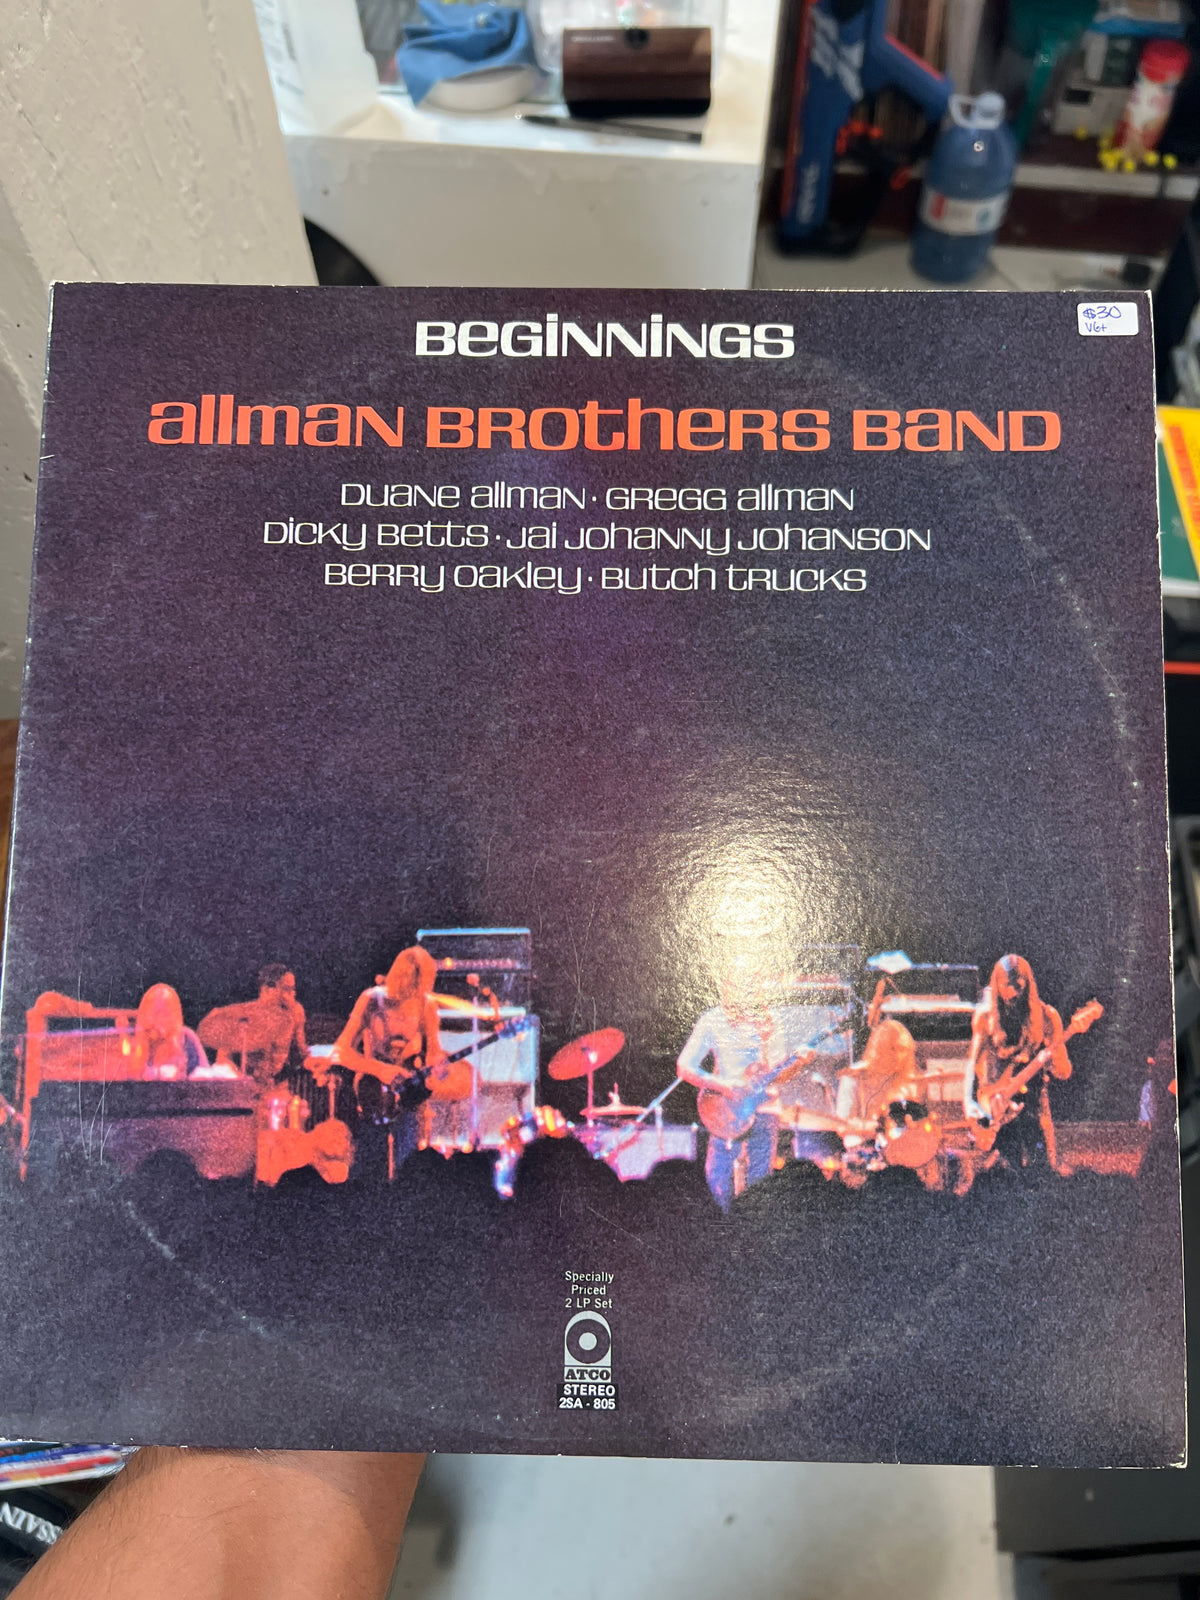 $30
VG+
BEGINNINGS
allman BROTHERS BAND
DUANE allman · GREGG allman
DICKY BETTS · JAI JOHANNY JOHANSON
BERRY OAKLEY · BUTCH TRUCKS
Specially
Priced
2 LP Set
ATCO
STEREO
2SA - 805